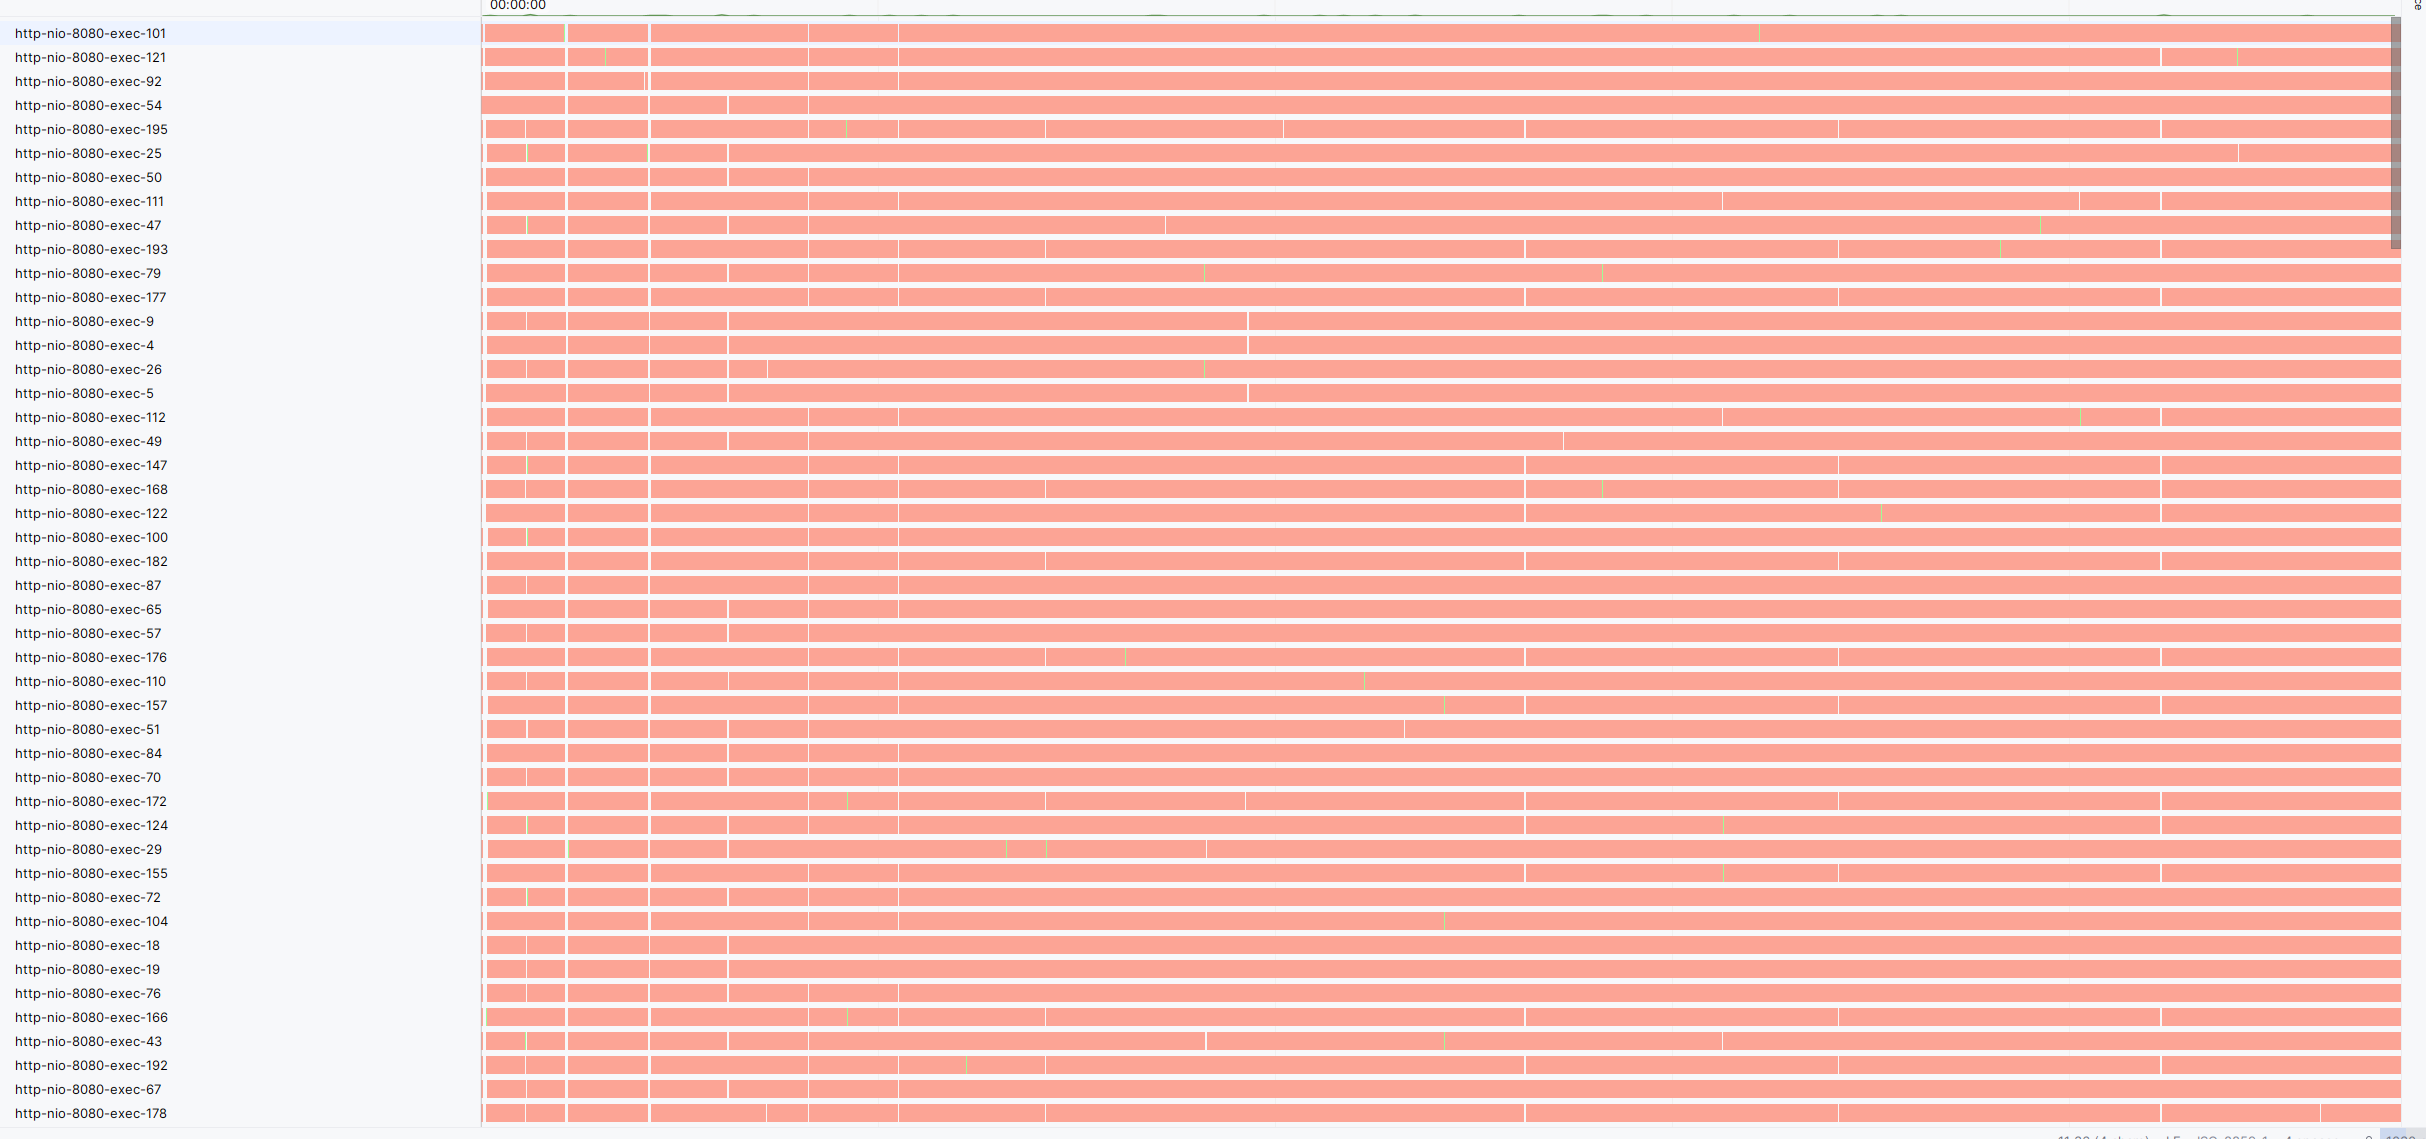 00:00:00
http-nio-8080-exec-101
http-nio-8080-exec-121
http-nio-8080-exec-92
http-nio-8080-exec-54
http-nio-8080-exec-195
http-nio-8080-exec-25
http-nio-8080-exec-50
http-nio-8080-exec-111
http-nio-8080-exec-47
http-nio-8080-exec-193
http-nio-8080-exec-79
http-nio-8080-exec-177
http-nio-8080-exec-9
http-nio-8080-exec-4
http-nio-8080-exec-26
http-nio-8080-exec-5
http-nio-8080-exec-112
http-nio-8080-exec-49
http-nio-8080-exec-147
http-nio-8080-exec-168
http-nio-8080-exec-122
http-nio-8080-exec-100
http-nio-8080-exec-182
http-nio-8080-exec-87
http-nio-8080-exec-65
http-nio-8080-exec-57
http-nio-8080-exec-176
http-nio-8080-exec-110
http-nio-8080-exec-157
http-nio-8080-exec-51
http-nio-8080-exec-84
http-nio-8080-exec-70
http-nio-8080-exec-172
http-nio-8080-exec-124
http-nio-8080-exec-29
http-nio-8080-exec-155
http-nio-8080-exec-72
http-nio-8080-exec-104
http-nio-8080-exec-18
http-nio-8080-exec-19
http-nio-8080-exec-76
http-nio-8080-exec-166
http-nio-8080-exec-43
http-nio-8080-exec-192
http-nio-8080-exec-67
http-nio-8080-exec-178